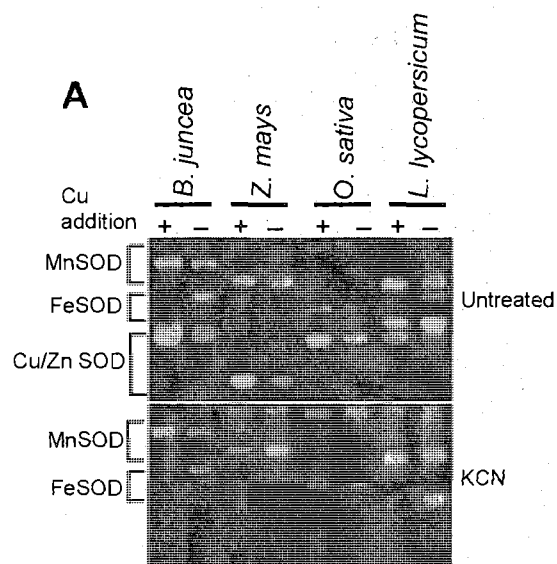 A
B. juncea
Z. mays
O. sativa
L. lycopersicum
Cu
addition
+ − + − + − + −
MnSOD
FeSOD
Cu/Zn SOD
Untreated
MnSOD
FeSOD
KCN